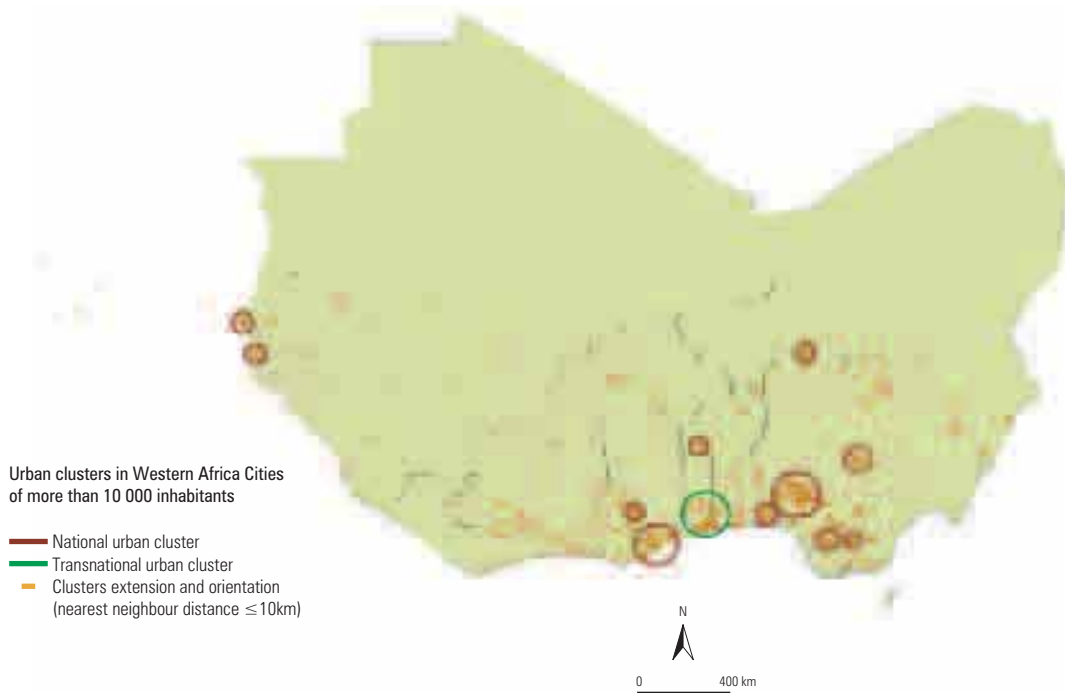 Urban clusters in Western Africa Cities
of more than 10 000 inhabitants
National urban cluster
Transnational urban cluster
Clusters extension and orientation
(nearest neighbour distance ≤10km)
N
0 400 km